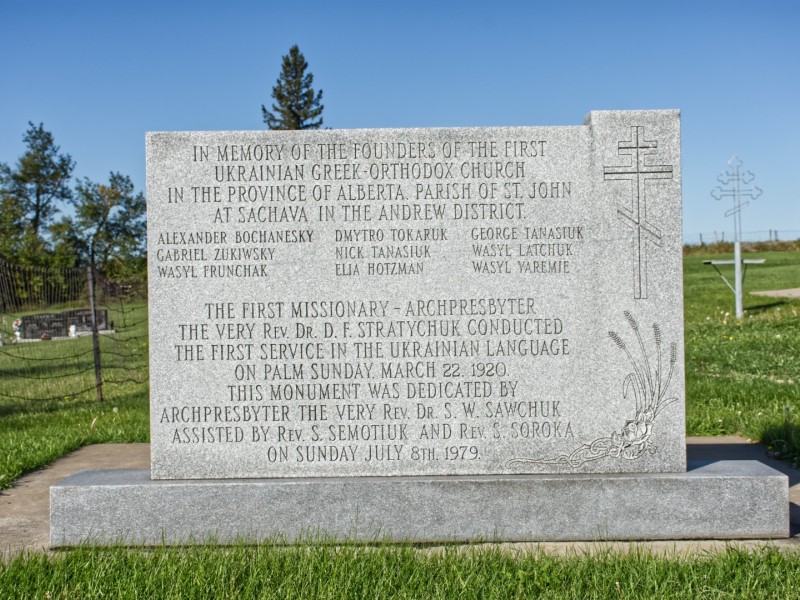 IN MEMORY OF THE FOUNDERS OF THE FIRST
UKRAINIAN GREEK-ORTHODOX CHURCH
IN THE PROVINCE OF ALBERTA, PARISH OF ST. JOHN
AT SACHAVA, IN THE ANDREW DISTRICT.
ALEXANDER BOCHANESKY DMYTRO TOKARUK GEORGE TANASIUK
GABRIEL ZUKIWSKY NICK TANASIUK WASYL LATCHUK
WASYL FRUNCHAK ELIA HOTZMAN WASYL YAREMIE
THE FIRST MISSIONARY - ARCHPRESBYTER
THE VERY REV. DR. D. F. STRATYCHUK CONDUCTED
THE FIRST SERVICE IN THE UKRAINIAN LANGUAGE
ON PALM SUNDAY, MARCH 22, 1920.
THIS MONUMENT WAS DEDICATED BY
ARCHPRESBYTER THE VERY REV. DR. S. W. SAWCHUK
ASSISTED BY REV. S. SEMOTIUK AND REV. S. SOROKA
ON SUNDAY JULY 8TH, 1979.